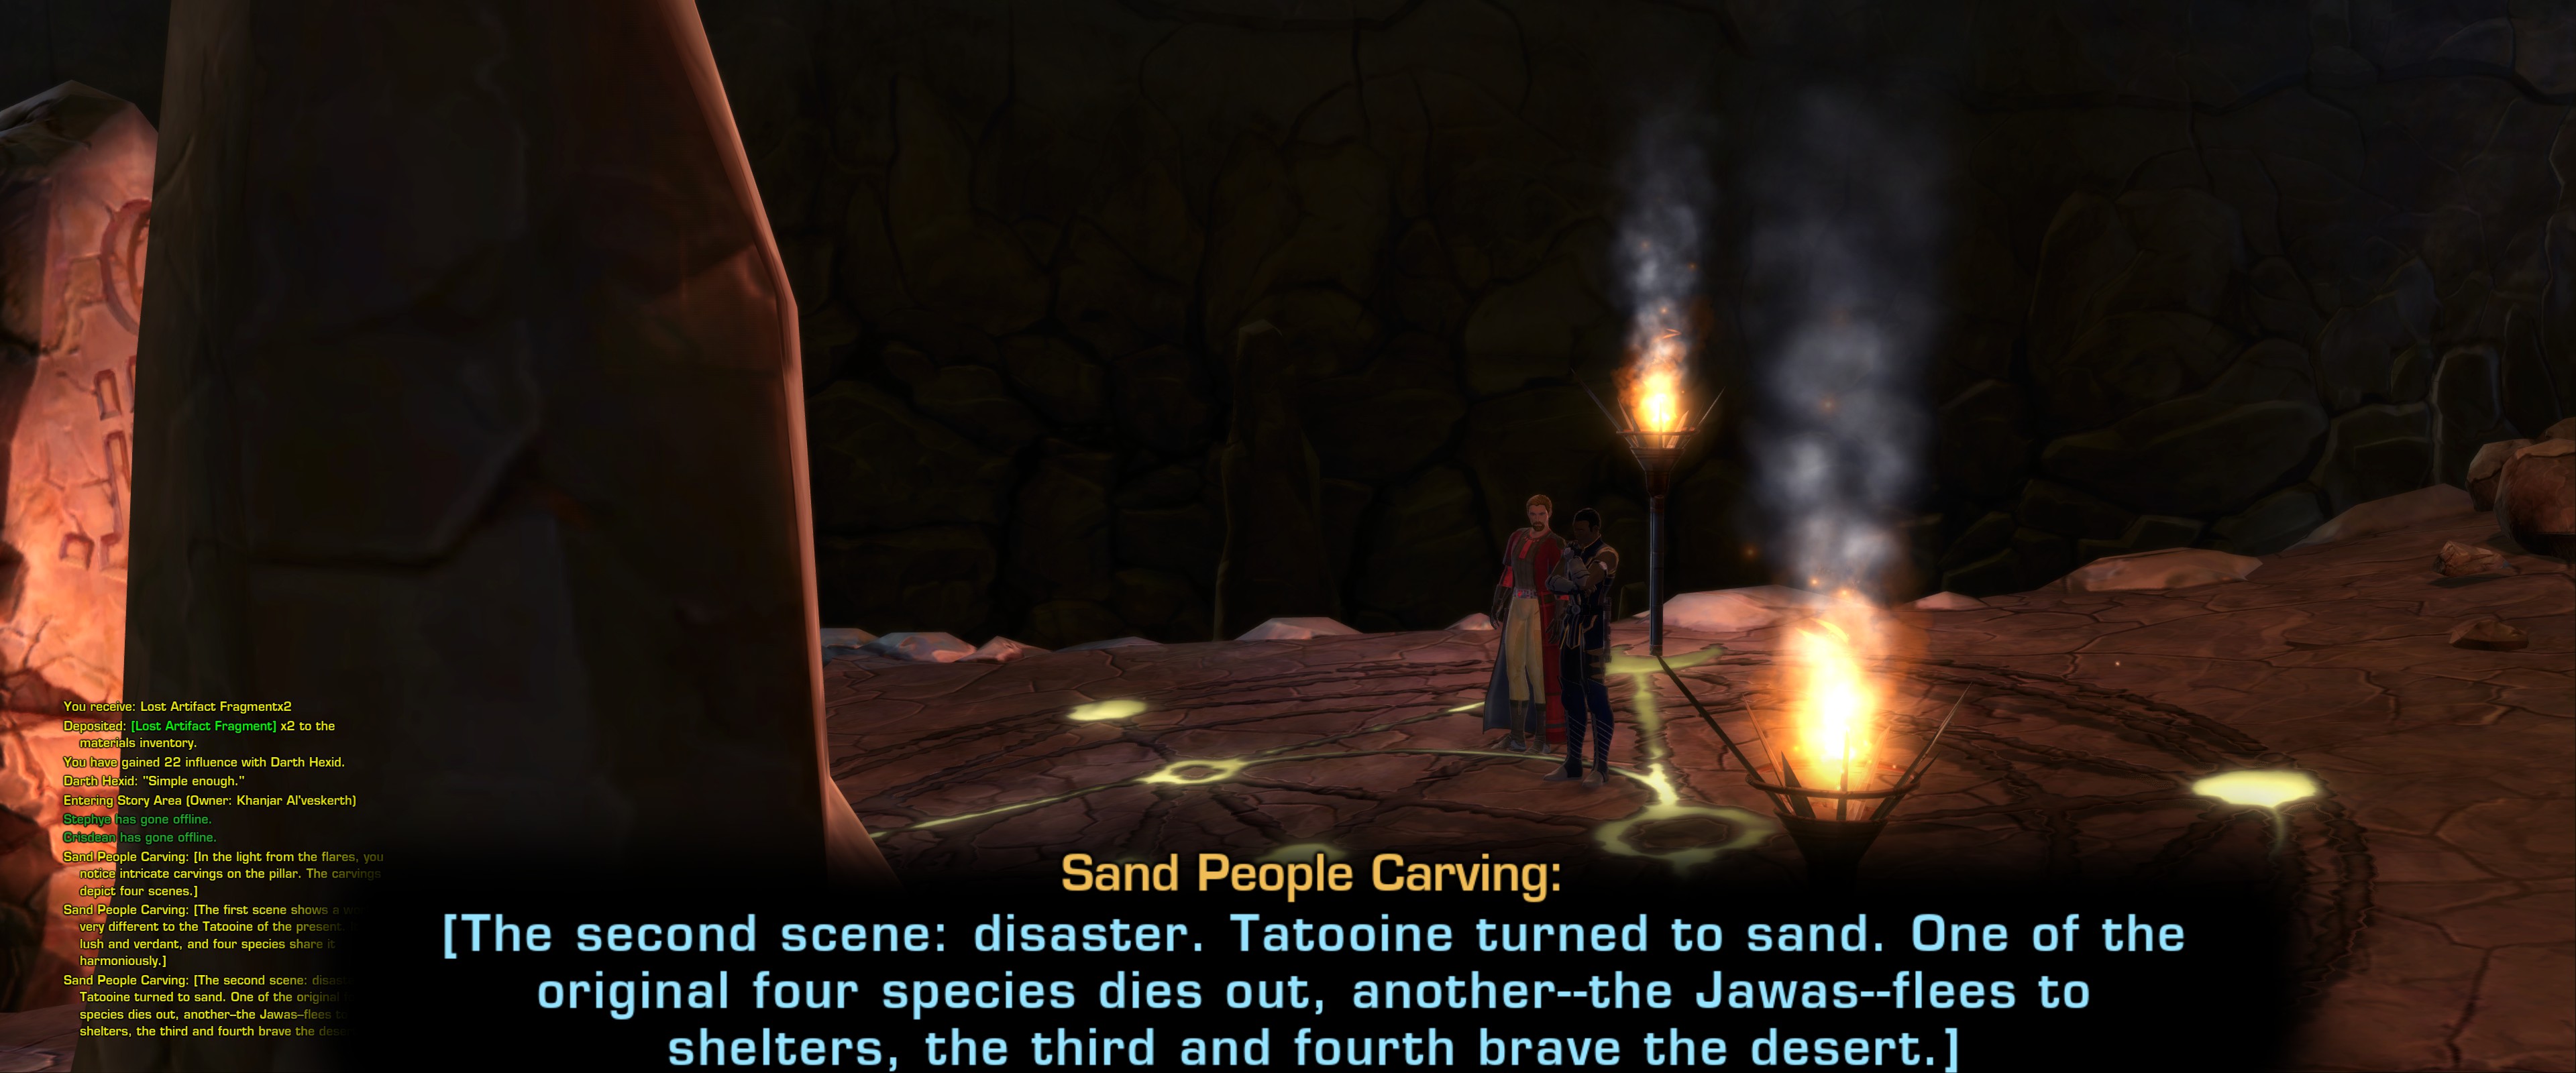 You receive: Lost Artifact Fragmentx2
Deposited: [Lost Artifact Fragment] x2 to the
materials inventory.
You have gained 22 influence with Darth Hexid.
Darth Hexid: "Simple enough."
Entering Story Area (Owner: Khanjar Al'veskerth)
Stephye has gone offline.
Grisdean has gone offline.
Sand People Carving: [In the light from the flares, you
notice intricate carvings on the pillar. The carvings
depict four scenes.]
Sand People Carving: [The first scene shows a
very different to the Tatooine of the present.
lush and verdant, and four species share it
harmoniously.]
Sand People Carving: [The second scene:
Tatooine turned to sand. One of the original
species dies out, another--the Jawas--flees to
shelters, the third and fourth brave the
Sand People Carving:
[The second scene: disaster. Tatooine turned to sand. One of the
original four species dies out, another--the Jawas--flees to
shelters, the third and fourth brave the desert.]